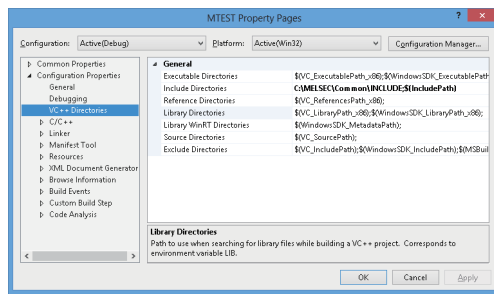 MTEST Property Pages
?
Configuration: Active(Debug) Platform: Active(Win32) Configuration Manager...
Common Properties
Configuration Properties
General
Debugging
VC++ Directories
C/C++
Linker
Manifest Tool
Resources
XML Document Generator
Browse Information
Build Events
Custom Build Step
Code Analysis
General
Executable Directories $(VC_ExecutablePath_x86);$(WindowsSDK_ExecutablePath
Include Directories C:\MELSEC\Common\INCLUDE;$(IncludePath)
Reference Directories $(VC_ReferencesPath_x86);
Library Directories $(VC_LibraryPath_x86);$(WindowsSDK_LibraryPath_x86);
Library WinRT Directories $(WindowsSDK_MetadataPath);
Source Directories $(VC_SourcePath);
Exclude Directories $(VC_IncludePath);$(WindowsSDK_IncludePath);$(MSBuil
Library Directories
Path to use when searching for library files while building a VC++ project. Corresponds to
environment variable LIB.
OK Cancel Apply